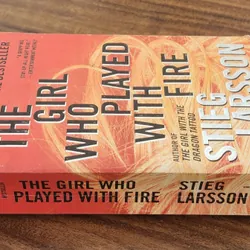 BESTSELLER
THE
GIRL
WHO
PLAYED
WITH
FIRE
AUTHOR OF
THE GIRL WITH THE
DRAGON TATTOO
STIEG
LARSSON
THE GIRL WHO
PLAYED WITH FIRE
STIEG
LARSSON